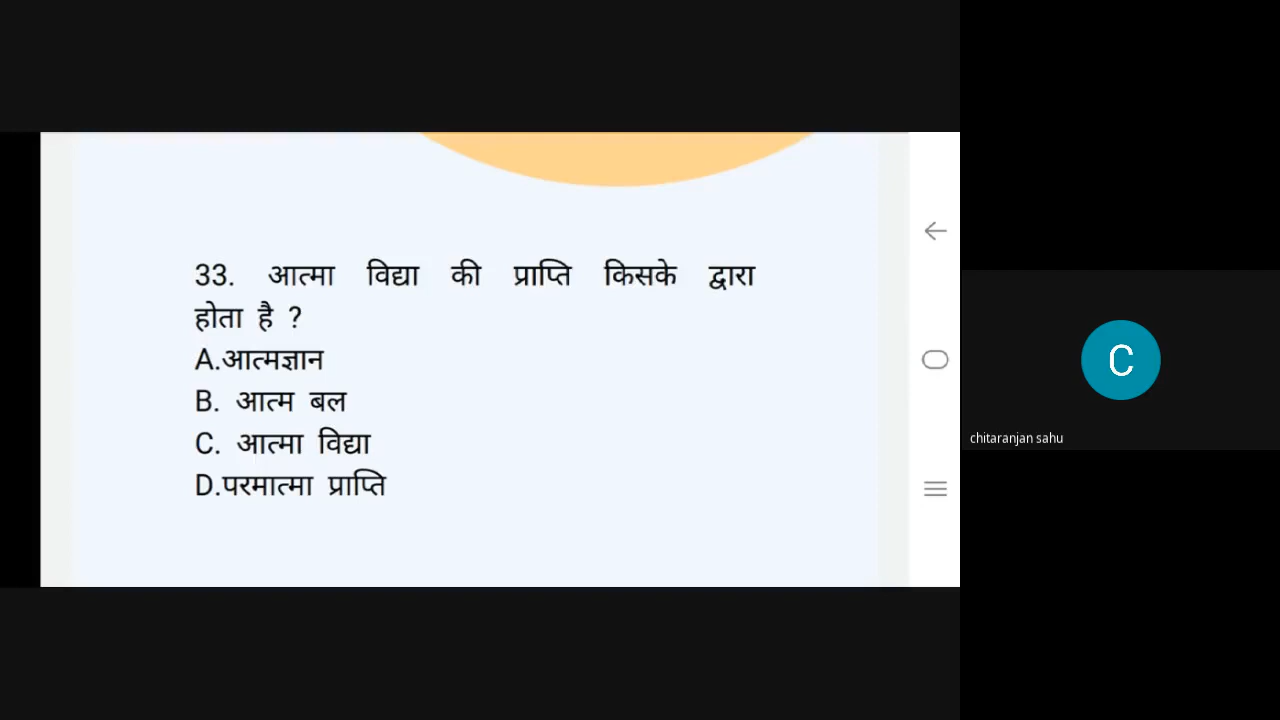 33. आत्मा विद्या की प्राप्ति किसके द्वारा
होता है ?
A.आत्मज्ञान
B. आत्म बल
C. आत्मा विद्या
D.परमात्मा प्राप्ति
C
chitaranjan sahu